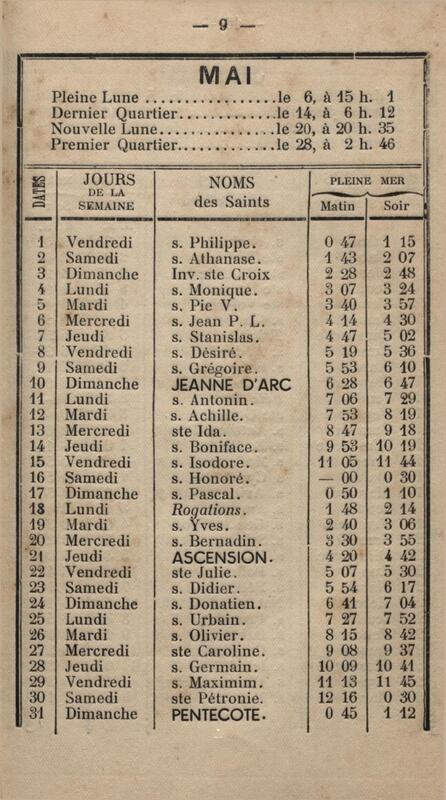 — 9 —
MAI
Pleine Lune ................le 6, à 15 h. 1
Dernier Quartier............le 14, à 6 h. 12
Nouvelle Lune..............le 20, à 20 h. 35
Premier Quartier............le 28, à 2 h. 46
DATES JOURS DE LA SEMAINE NOMS des Saints PLEINE MER Matin Soir
1 Vendredi s. Philippe. 0 47 1 15
2 Samedi s. Athanase. 1 43 2 07
3 Dimanche Inv. ste Croix 2 28 2 48
4 Lundi s. Monique. 3 07 3 24
5 Mardi s. Pie V. 3 40 3 57
6 Mercredi s. Jean P. L. 4 14 4 30
7 Jeudi s. Stanislas. 4 47 5 02
8 Vendredi s. Désiré. 5 19 5 36
9 Samedi s. Grégoire. 5 53 6 10
10 Dimanche JEANNE D'ARC 6 28 6 47
11 Lundi s. Antonin. 7 06 7 29
12 Mardi s. Achille. 7 53 8 19
13 Mercredi ste Ida. 8 47 9 18
14 Jeudi s. Boniface. 9 53 10 19
15 Vendredi s. Isodore. 11 05 11 44
16 Samedi s. Honoré. — 00 0 30
17 Dimanche s. Pascal. 0 50 1 10
18 Lundi Rogations. 1 48 2 14
19 Mardi s. Yves. 2 40 3 06
20 Mercredi s. Bernadin. 3 30 3 55
21 Jeudi ASCENSION. 4 20 4 42
22 Vendredi ste Julie. 5 07 5 30
23 Samedi s. Didier. 5 54 6 17
24 Dimanche s. Donatien. 6 41 7 04
25 Lundi s. Urbain. 7 27 7 52
26 Mardi s. Olivier. 8 15 8 42
27 Mercredi ste Caroline. 9 08 9 37
28 Jeudi s. Germain. 10 09 10 41
29 Vendredi s. Maximim. 11 13 11 45
30 Samedi ste Pétronie. 12 16 0 30
31 Dimanche PENTECOTE. 0 45 1 12